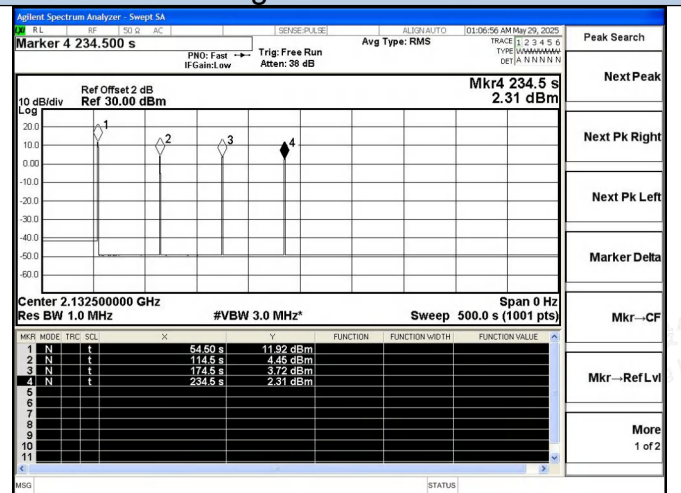 Agilent Spectrum Analyzer - Swept SA
RL RF 50 Ω AC SENSE:PULSE ALIGN AUTO 01:06:56 AM May 29, 2025
Marker 4 234.500 s
PNO: Fast
IFGain:Low
Trig: Free Run
Atten: 38 dB
Avg Type: RMS
TRACE 1 2 3 4 5 6
TYPE
DET A N N N N N
Peak Search
Next Peak
Next Pk Right
Next Pk Left
Marker Delta
Mkr→CF
Mkr→Ref Lvl
More
1 of 2
Ref Offset 2 dB
Ref 30.00 dBm
10 dB/div
Log
Mkr4 234.5 s
2.31 dBm
20.0
10.0
0.00
-10.0
-20.0
-30.0
-40.0
-50.0
-60.0
1
2
3
4
Center 2.132500000 GHz Span 0 Hz
Res BW 1.0 MHz #VBW 3.0 MHz* Sweep 500.0 s (1001 pts)
MKR MODE TRC SCL X Y FUNCTION FUNCTION WIDTH FUNCTION VALUE
1 N t 54.50 s 11.92 dBm
2 N t 114.5 s 4.45 dBm
3 N t 174.5 s 3.72 dBm
4 N t 234.5 s 2.31 dBm
5
6
7
8
9
10
11
MSG STATUS